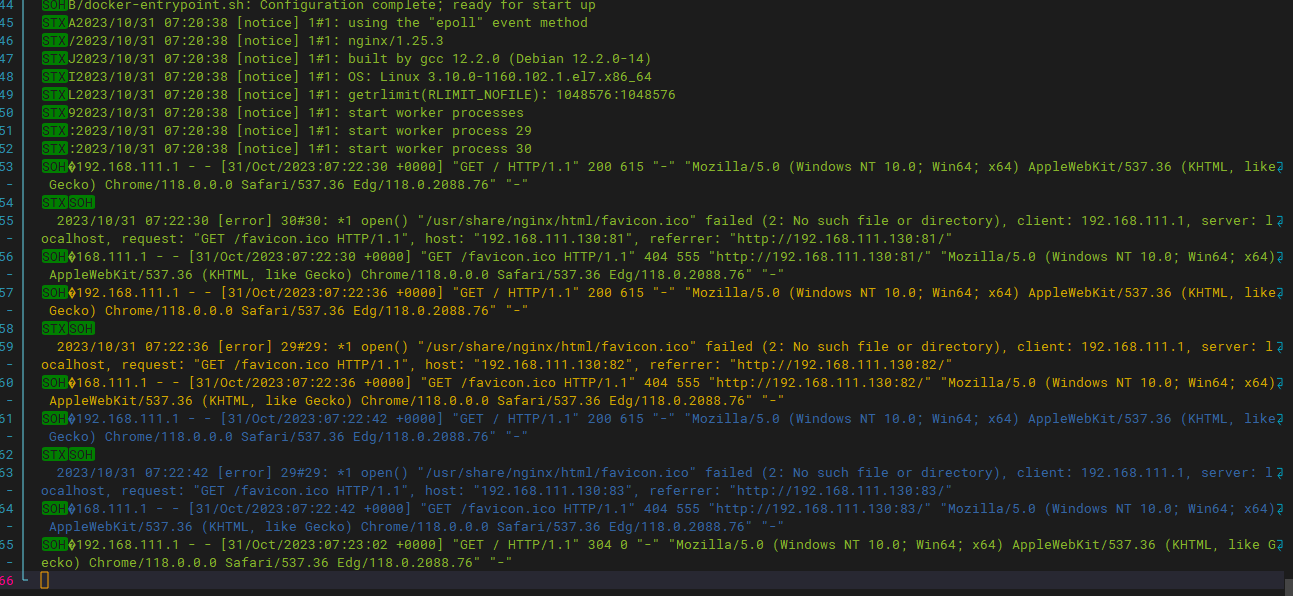 44 SOHB/docker-entrypoint.sh: Configuration complete; ready for start up
45 STXA2023/10/31 07:20:38 [notice] 1#1: using the "epoll" event method
46 STX/2023/10/31 07:20:38 [notice] 1#1: nginx/1.25.3
47 STXJ2023/10/31 07:20:38 [notice] 1#1: built by gcc 12.2.0 (Debian 12.2.0-14)
48 STXI2023/10/31 07:20:38 [notice] 1#1: OS: Linux 3.10.0-1160.102.1.el7.x86_64
49 STXL2023/10/31 07:20:38 [notice] 1#1: getrlimit(RLIMIT_NOFILE): 1048576:1048576
50 STX92023/10/31 07:20:38 [notice] 1#1: start worker processes
51 STX:2023/10/31 07:20:38 [notice] 1#1: start worker process 29
52 STX:2023/10/31 07:20:38 [notice] 1#1: start worker process 30
53 SOH�192.168.111.1 - - [31/Oct/2023:07:22:30 +0000] "GET / HTTP/1.1" 200 615 "-" "Mozilla/5.0 (Windows NT 10.0; Win64; x64) AppleWebKit/537.36 (KHTML, like
- Gecko) Chrome/118.0.0.0 Safari/537.36 Edg/118.0.2088.76" "-"
54 STXSOH
55 2023/10/31 07:22:30 [error] 30#30: *1 open() "/usr/share/nginx/html/favicon.ico" failed (2: No such file or directory), client: 192.168.111.1, server: l
- ocalhost, request: "GET /favicon.ico HTTP/1.1", host: "192.168.111.130:81", referrer: "http://192.168.111.130:81/"
56 SOH�168.111.1 - - [31/Oct/2023:07:22:30 +0000] "GET /favicon.ico HTTP/1.1" 404 555 "http://192.168.111.130:81/" "Mozilla/5.0 (Windows NT 10.0; Win64; x64)
- AppleWebKit/537.36 (KHTML, like Gecko) Chrome/118.0.0.0 Safari/537.36 Edg/118.0.2088.76" "-"
57 SOH�192.168.111.1 - - [31/Oct/2023:07:22:36 +0000] "GET / HTTP/1.1" 200 615 "-" "Mozilla/5.0 (Windows NT 10.0; Win64; x64) AppleWebKit/537.36 (KHTML, like
- Gecko) Chrome/118.0.0.0 Safari/537.36 Edg/118.0.2088.76" "-"
58 STXSOH
59 2023/10/31 07:22:36 [error] 29#29: *1 open() "/usr/share/nginx/html/favicon.ico" failed (2: No such file or directory), client: 192.168.111.1, server: l
- ocalhost, request: "GET /favicon.ico HTTP/1.1", host: "192.168.111.130:82", referrer: "http://192.168.111.130:82/"
60 SOH�168.111.1 - - [31/Oct/2023:07:22:36 +0000] "GET /favicon.ico HTTP/1.1" 404 555 "http://192.168.111.130:82/" "Mozilla/5.0 (Windows NT 10.0; Win64; x64)
- AppleWebKit/537.36 (KHTML, like Gecko) Chrome/118.0.0.0 Safari/537.36 Edg/118.0.2088.76" "-"
61 SOH�192.168.111.1 - - [31/Oct/2023:07:22:42 +0000] "GET / HTTP/1.1" 200 615 "-" "Mozilla/5.0 (Windows NT 10.0; Win64; x64) AppleWebKit/537.36 (KHTML, like
- Gecko) Chrome/118.0.0.0 Safari/537.36 Edg/118.0.2088.76" "-"
62 STXSOH
63 2023/10/31 07:22:42 [error] 29#29: *1 open() "/usr/share/nginx/html/favicon.ico" failed (2: No such file or directory), client: 192.168.111.1, server: l
- ocalhost, request: "GET /favicon.ico HTTP/1.1", host: "192.168.111.130:83", referrer: "http://192.168.111.130:83/"
64 SOH�168.111.1 - - [31/Oct/2023:07:22:42 +0000] "GET /favicon.ico HTTP/1.1" 404 555 "http://192.168.111.130:83/" "Mozilla/5.0 (Windows NT 10.0; Win64; x64)
- AppleWebKit/537.36 (KHTML, like Gecko) Chrome/118.0.0.0 Safari/537.36 Edg/118.0.2088.76" "-"
65 SOH�192.168.111.1 - - [31/Oct/2023:07:23:02 +0000] "GET / HTTP/1.1" 304 0 "-" "Mozilla/5.0 (Windows NT 10.0; Win64; x64) AppleWebKit/537.36 (KHTML, like G
- ecko) Chrome/118.0.0.0 Safari/537.36 Edg/118.0.2088.76" "-"
66